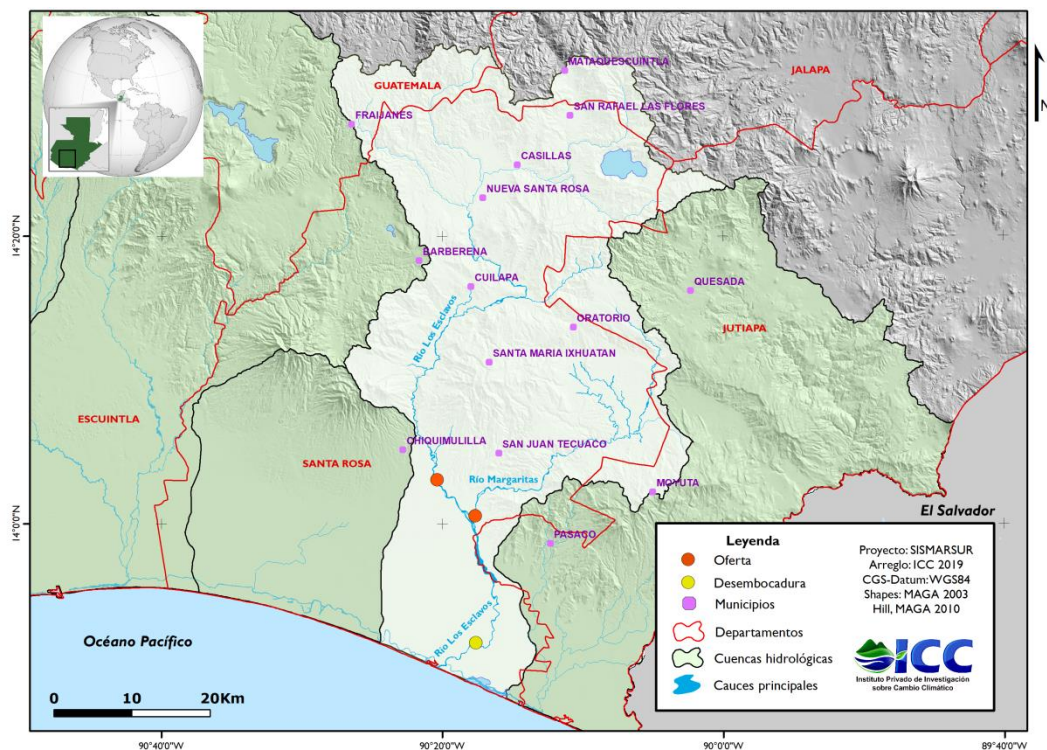 MATAQUESCUINTLA
JALAPA
GUATEMALA
SAN RAFAEL LAS FLORES
FRAIJANES
N
CASILLAS
NUEVA SANTA ROSA
14°20'0"N
BARBERENA
CUILAPA
QUESADA
Río Los Esclavos
ORATORIO
JUTIAPA
SANTA MARIA IXHUATAN
ESCUINTLA
CHIQUIMULILLA
SAN JUAN TECUACO
SANTA ROSA
Río Margaritas
MOYUTA
El Salvador
14°0'0"N
PASACO
Leyenda
Oferta
Desembocadura
Municipios
Departamentos
Cuencas hidrológicas
Cauces principales
Proyecto: SISMARSUR
Arreglo: ICC 2019
CGS-Datum: WGS84
Shapes: MAGA 2003
Hill, MAGA 2010
ICC
Instituto Privado de Investigación
sobre Cambio Climático
Océano Pacífico
Río Los Esclavos
0 10 20Km
90°40'0"W 90°20'0"W 90°0'0"W 89°40'0"W